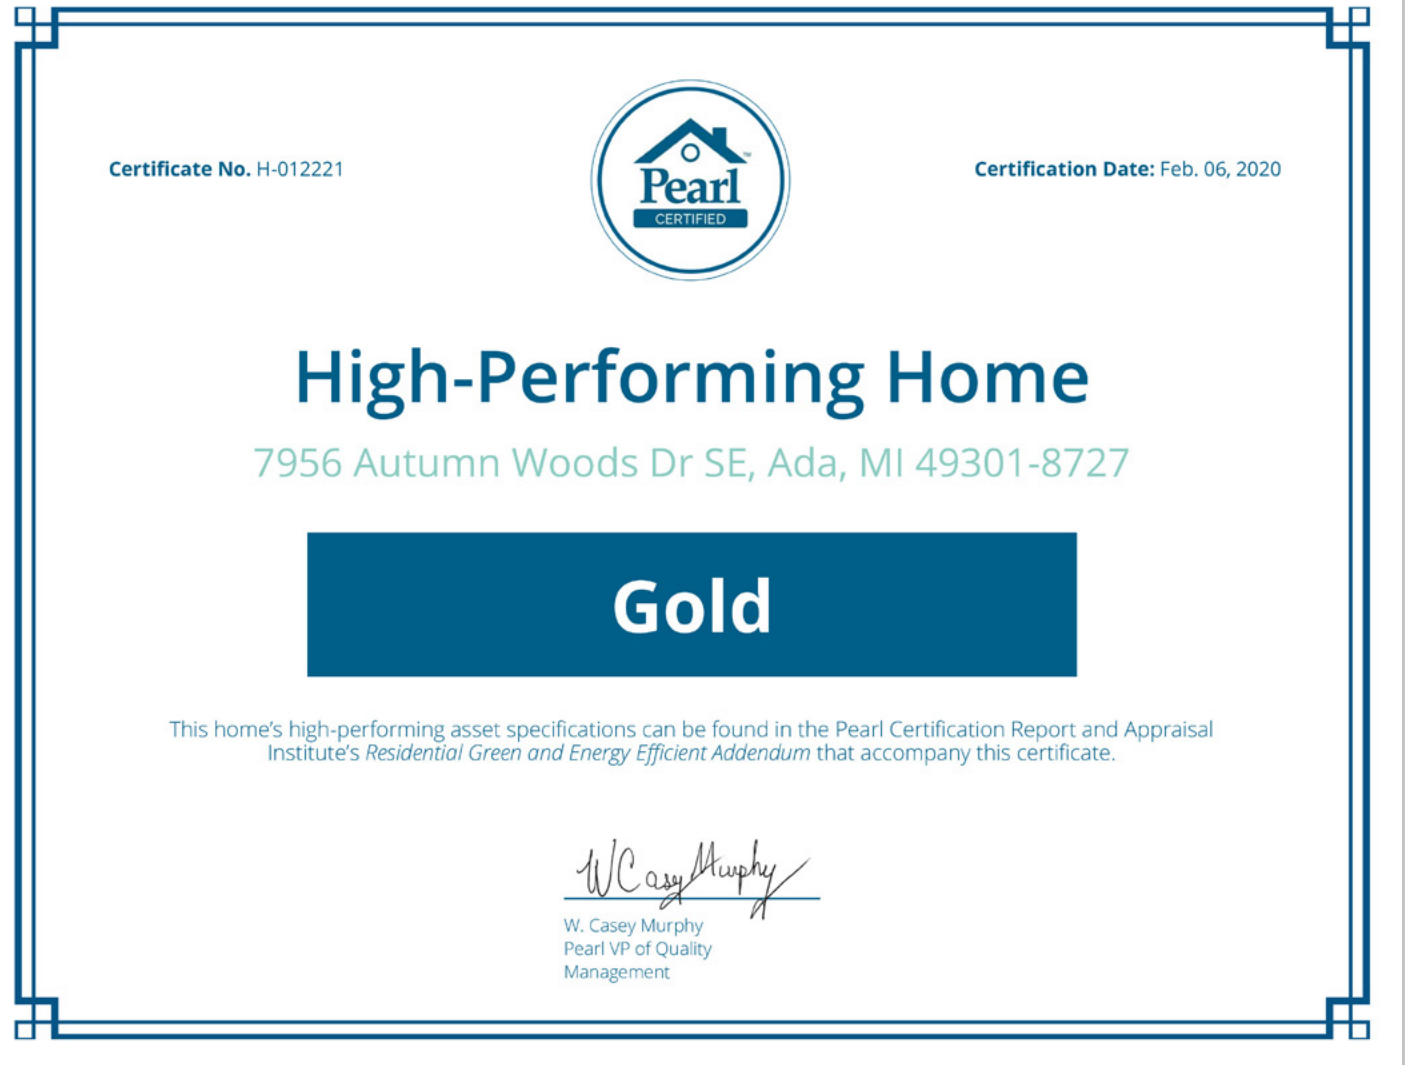 Certificate No. H-012221
Pearl™
CERTIFIED
Certification Date: Feb. 06, 2020
High-Performing Home
7956 Autumn Woods Dr SE, Ada, MI 49301-8727
Gold
This home’s high-performing asset specifications can be found in the Pearl Certification Report and Appraisal
Institute’s Residential Green and Energy Efficient Addendum that accompany this certificate.
W Casey Murphy
W. Casey Murphy
Pearl VP of Quality
Management